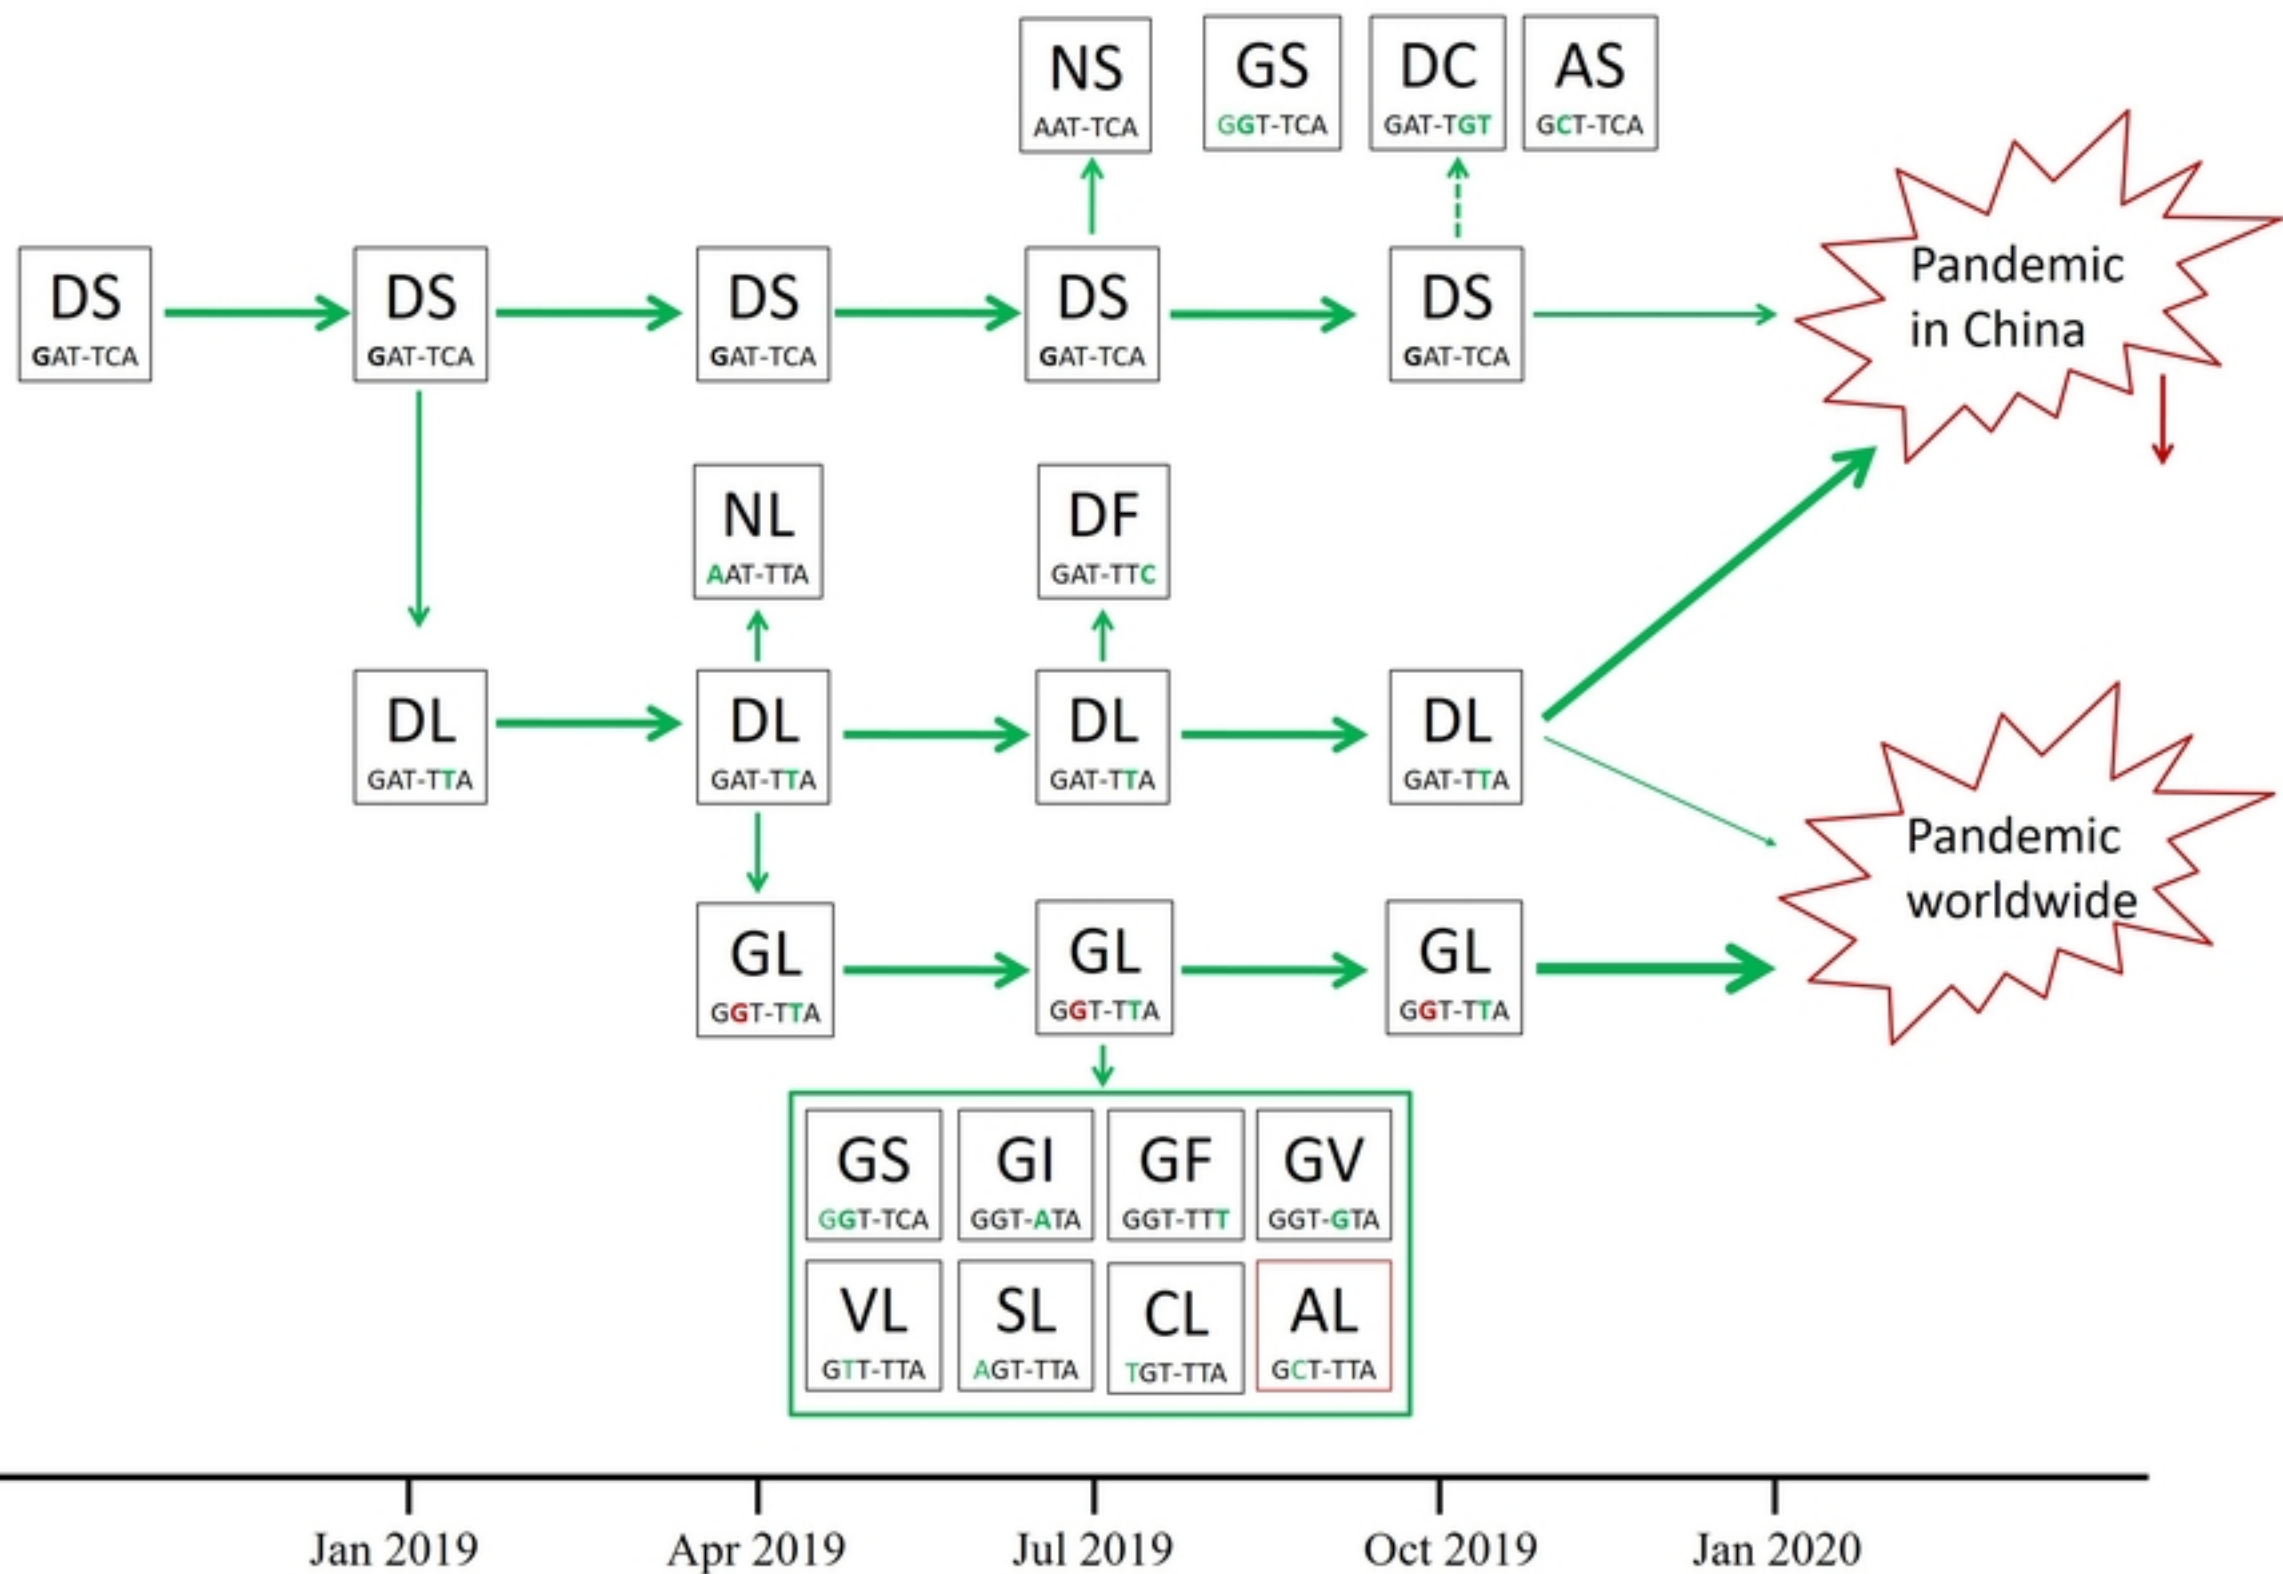 NS
AAT-TCA
GS
GGT-TCA
DC
GAT-TGT
AS
GCT-TCA
DS
GAT-TCA
DS
GAT-TCA
DS
GAT-TCA
DS
GAT-TCA
DS
GAT-TCA
Pandemic
in China
NL
AAT-TTA
DF
GAT-TTC
DL
GAT-TTA
DL
GAT-TTA
DL
GAT-TTA
DL
GAT-TTA
Pandemic
worldwide
GL
GGT-TTA
GL
GGT-TTA
GL
GGT-TTA
GS
GGT-TCA
GI
GGT-ATA
GF
GGT-TTT
GV
GGT-GTA
VL
GTT-TTA
SL
AGT-TTA
CL
TGT-TTA
AL
GCT-TTA
Jan 2019
Apr 2019
Jul 2019
Oct 2019
Jan 2020